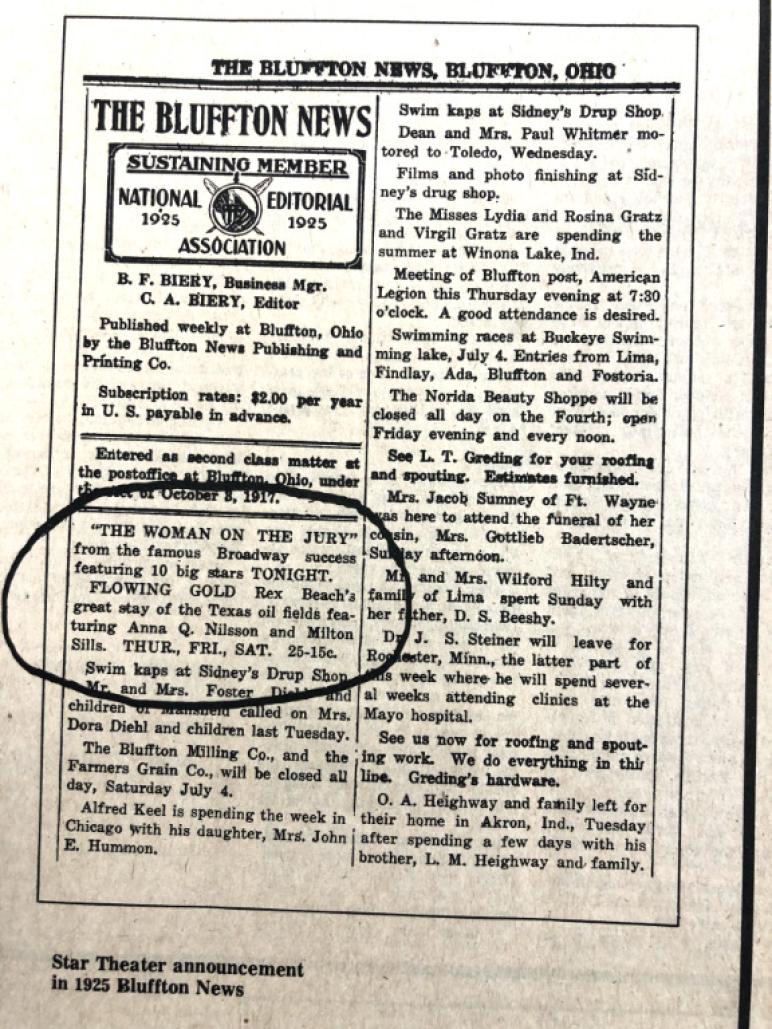 THE BLUFFTON NEWS, BLUFFTON, OHIO
THE BLUFFTON NEWS
SUSTAINING MEMBER
NATIONAL EDITORIAL
1925 1925
ASSOCIATION
B. F. BIERY, Business Mgr.
C. A. BIERY, Editor
Published weekly at Bluffton, Ohio
by the Bluffton News Publishing and
Printing Co.
Subscription rates: $2.00 per year
in U. S. payable in advance.
Entered as second class matter at
the postoffice at Bluffton, Ohio, under
the Act of October 3, 1917.
"THE WOMAN ON THE JURY"
from the famous Broadway success
featuring 10 big stars TONIGHT.
FLOWING GOLD Rex Beach's
great stay of the Texas oil fields fea-
turing Anna Q. Nilsson and Milton
Sills. THUR., FRI., SAT. 25-15c.
Swim kaps at Sidney's Drup Shop
Mr. and Mrs. Foster Diehl and
children of Mansfield called on Mrs.
Dora Diehl and children last Tuesday.
The Bluffton Milling Co., and the
Farmers Grain Co., will be closed all
day, Saturday July 4.
Alfred Keel is spending the week in
Chicago with his daughter, Mrs. John
E. Hummon.
Swim kaps at Sidney's Drup Shop.
Dean and Mrs. Paul Whitmer mo-
tored to Toledo, Wednesday.
Films and photo finishing at Sid-
ney's drug shop.
The Misses Lydia and Rosina Gratz
and Virgil Gratz are spending the
summer at Winona Lake, Ind.
Meeting of Bluffton post, American
Legion this Thursday evening at 7:30
o'clock. A good attendance is desired.
Swimming races at Buckeye Swim-
ming lake, July 4. Entries from Lima,
Findlay, Ada, Bluffton and Fostoria.
The Norida Beauty Shoppe will be
closed all day on the Fourth; open
Friday evening and every noon.
See L. T. Greding for your roofing
and spouting. Estimates furnished.
Mrs. Jacob Sumney of Ft. Wayne
was here to attend the funeral of her
cousin, Mrs. Gottlieb Badertscher,
Sunday afternoon.
Mr. and Mrs. Wilford Hilty and
family of Lima spent Sunday with
her father, D. S. Beeshy.
Dr. J. S. Steiner will leave for
Rochester, Minn., the latter part of
this week where he will spend sever-
al weeks attending clinics at the
Mayo hospital.
See us now for roofing and spout-
ing work. We do everything in this
line. Greding's hardware.
O. A. Heighway and family left for
their home in Akron, Ind., Tuesday
after spending a few days with his
brother, L. M. Heighway and family.
Star Theater announcement
in 1925 Bluffton News